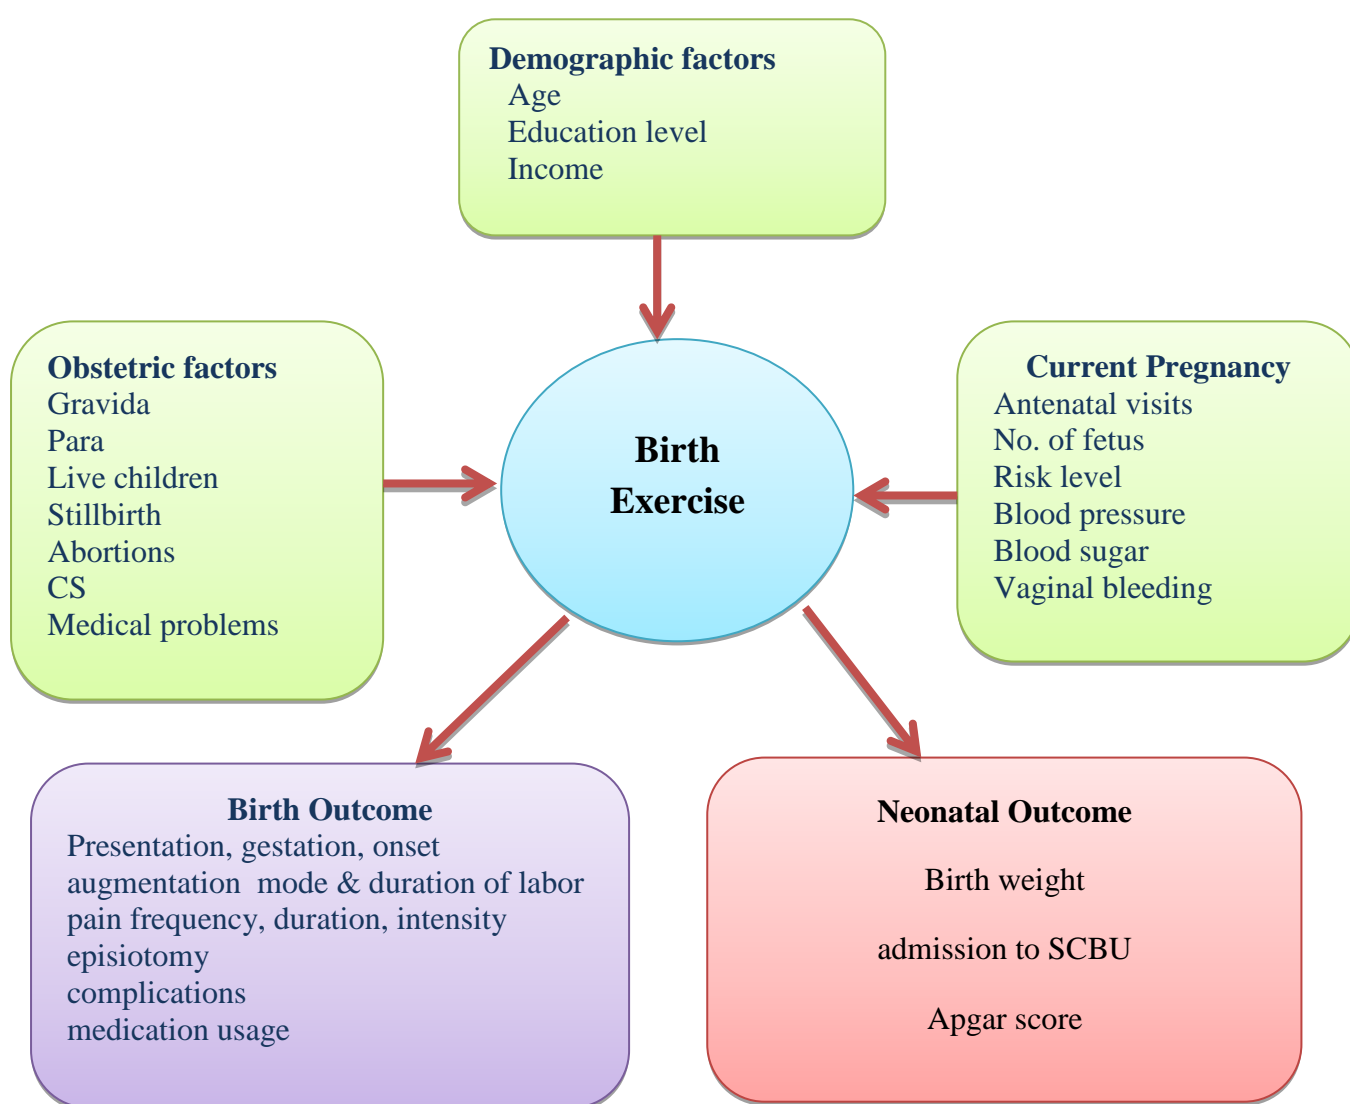 Demographic factors
Age
Education level
Income
Obstetric factors
Gravida
Para
Live children
Stillbirth
Abortions
CS
Medical problems
Birth
Exercise
Current Pregnancy
Antenatal visits
No. of fetus
Risk level
Blood pressure
Blood sugar
Vaginal bleeding
Birth Outcome
Presentation, gestation, onset
augmentation  mode & duration of labor
pain frequency, duration, intensity
episiotomy
complications
medication usage
Neonatal Outcome
Birth weight
admission to SCBU
Apgar score